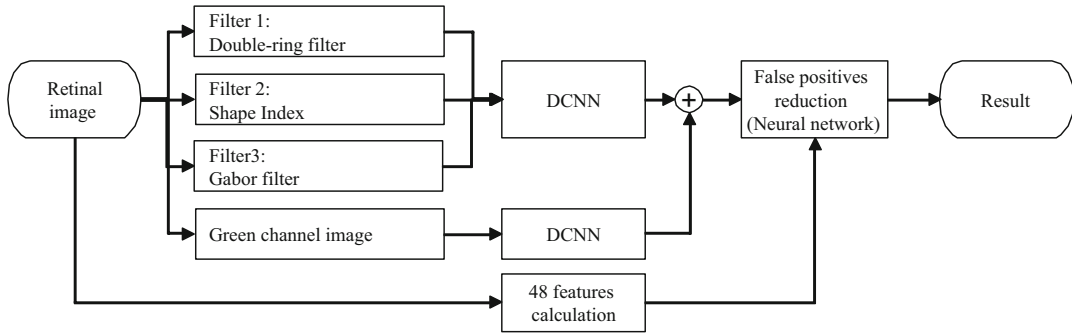 Retinal
image
Filter 1:
Double-ring filter
Filter 2:
Shape Index
Filter3:
Gabor filter
Green channel image
DCNN
DCNN
48 features
calculation
+
False positives
reduction
(Neural network)
Result